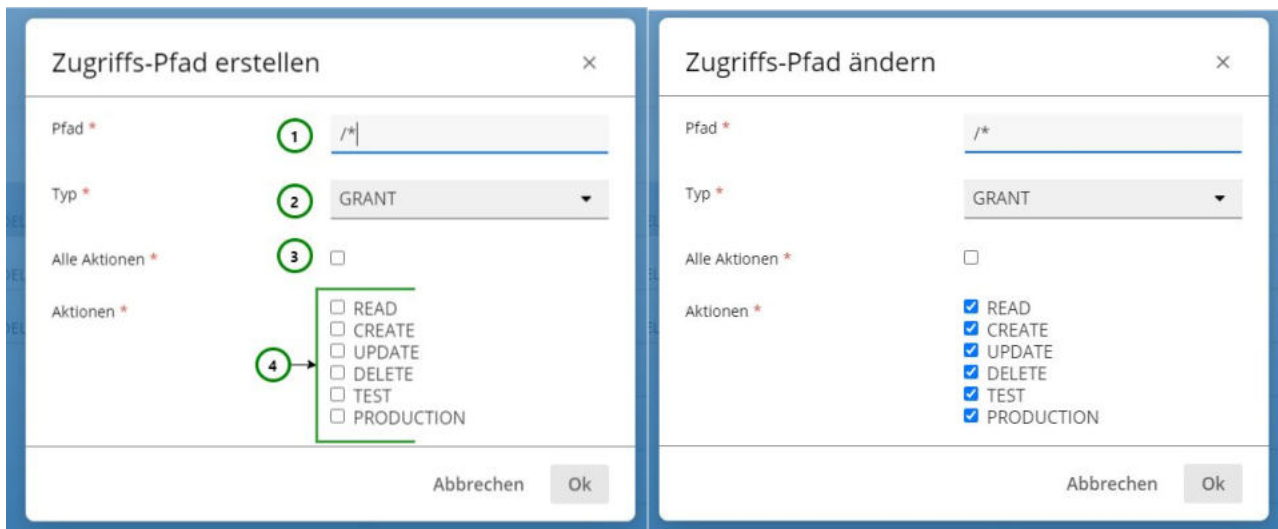 Zugriffs-Pfad erstellen ×
Pfad * 1 /*
Typ * 2 GRANT
Alle Aktionen * 3
Aktionen * 4
READ
CREATE
UPDATE
DELETE
TEST
PRODUCTION
Abbrechen Ok
Zugriffs-Pfad ändern ×
Pfad * /*
Typ * GRANT
Alle Aktionen *
Aktionen *
READ
CREATE
UPDATE
DELETE
TEST
PRODUCTION
Abbrechen Ok